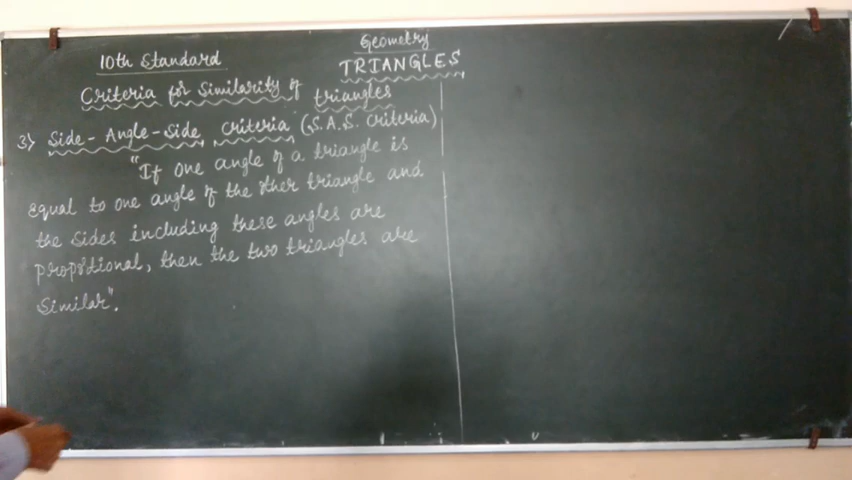 Geometry
10th Standard
TRIANGLES
Criteria for Similarity of triangles
3) Side-Angle-Side criteria (S.A.S. criteria)
"If one angle of a triangle is
equal to one angle of the other triangle and
the sides including these angles are
proportional, then the two triangles are
Similar".